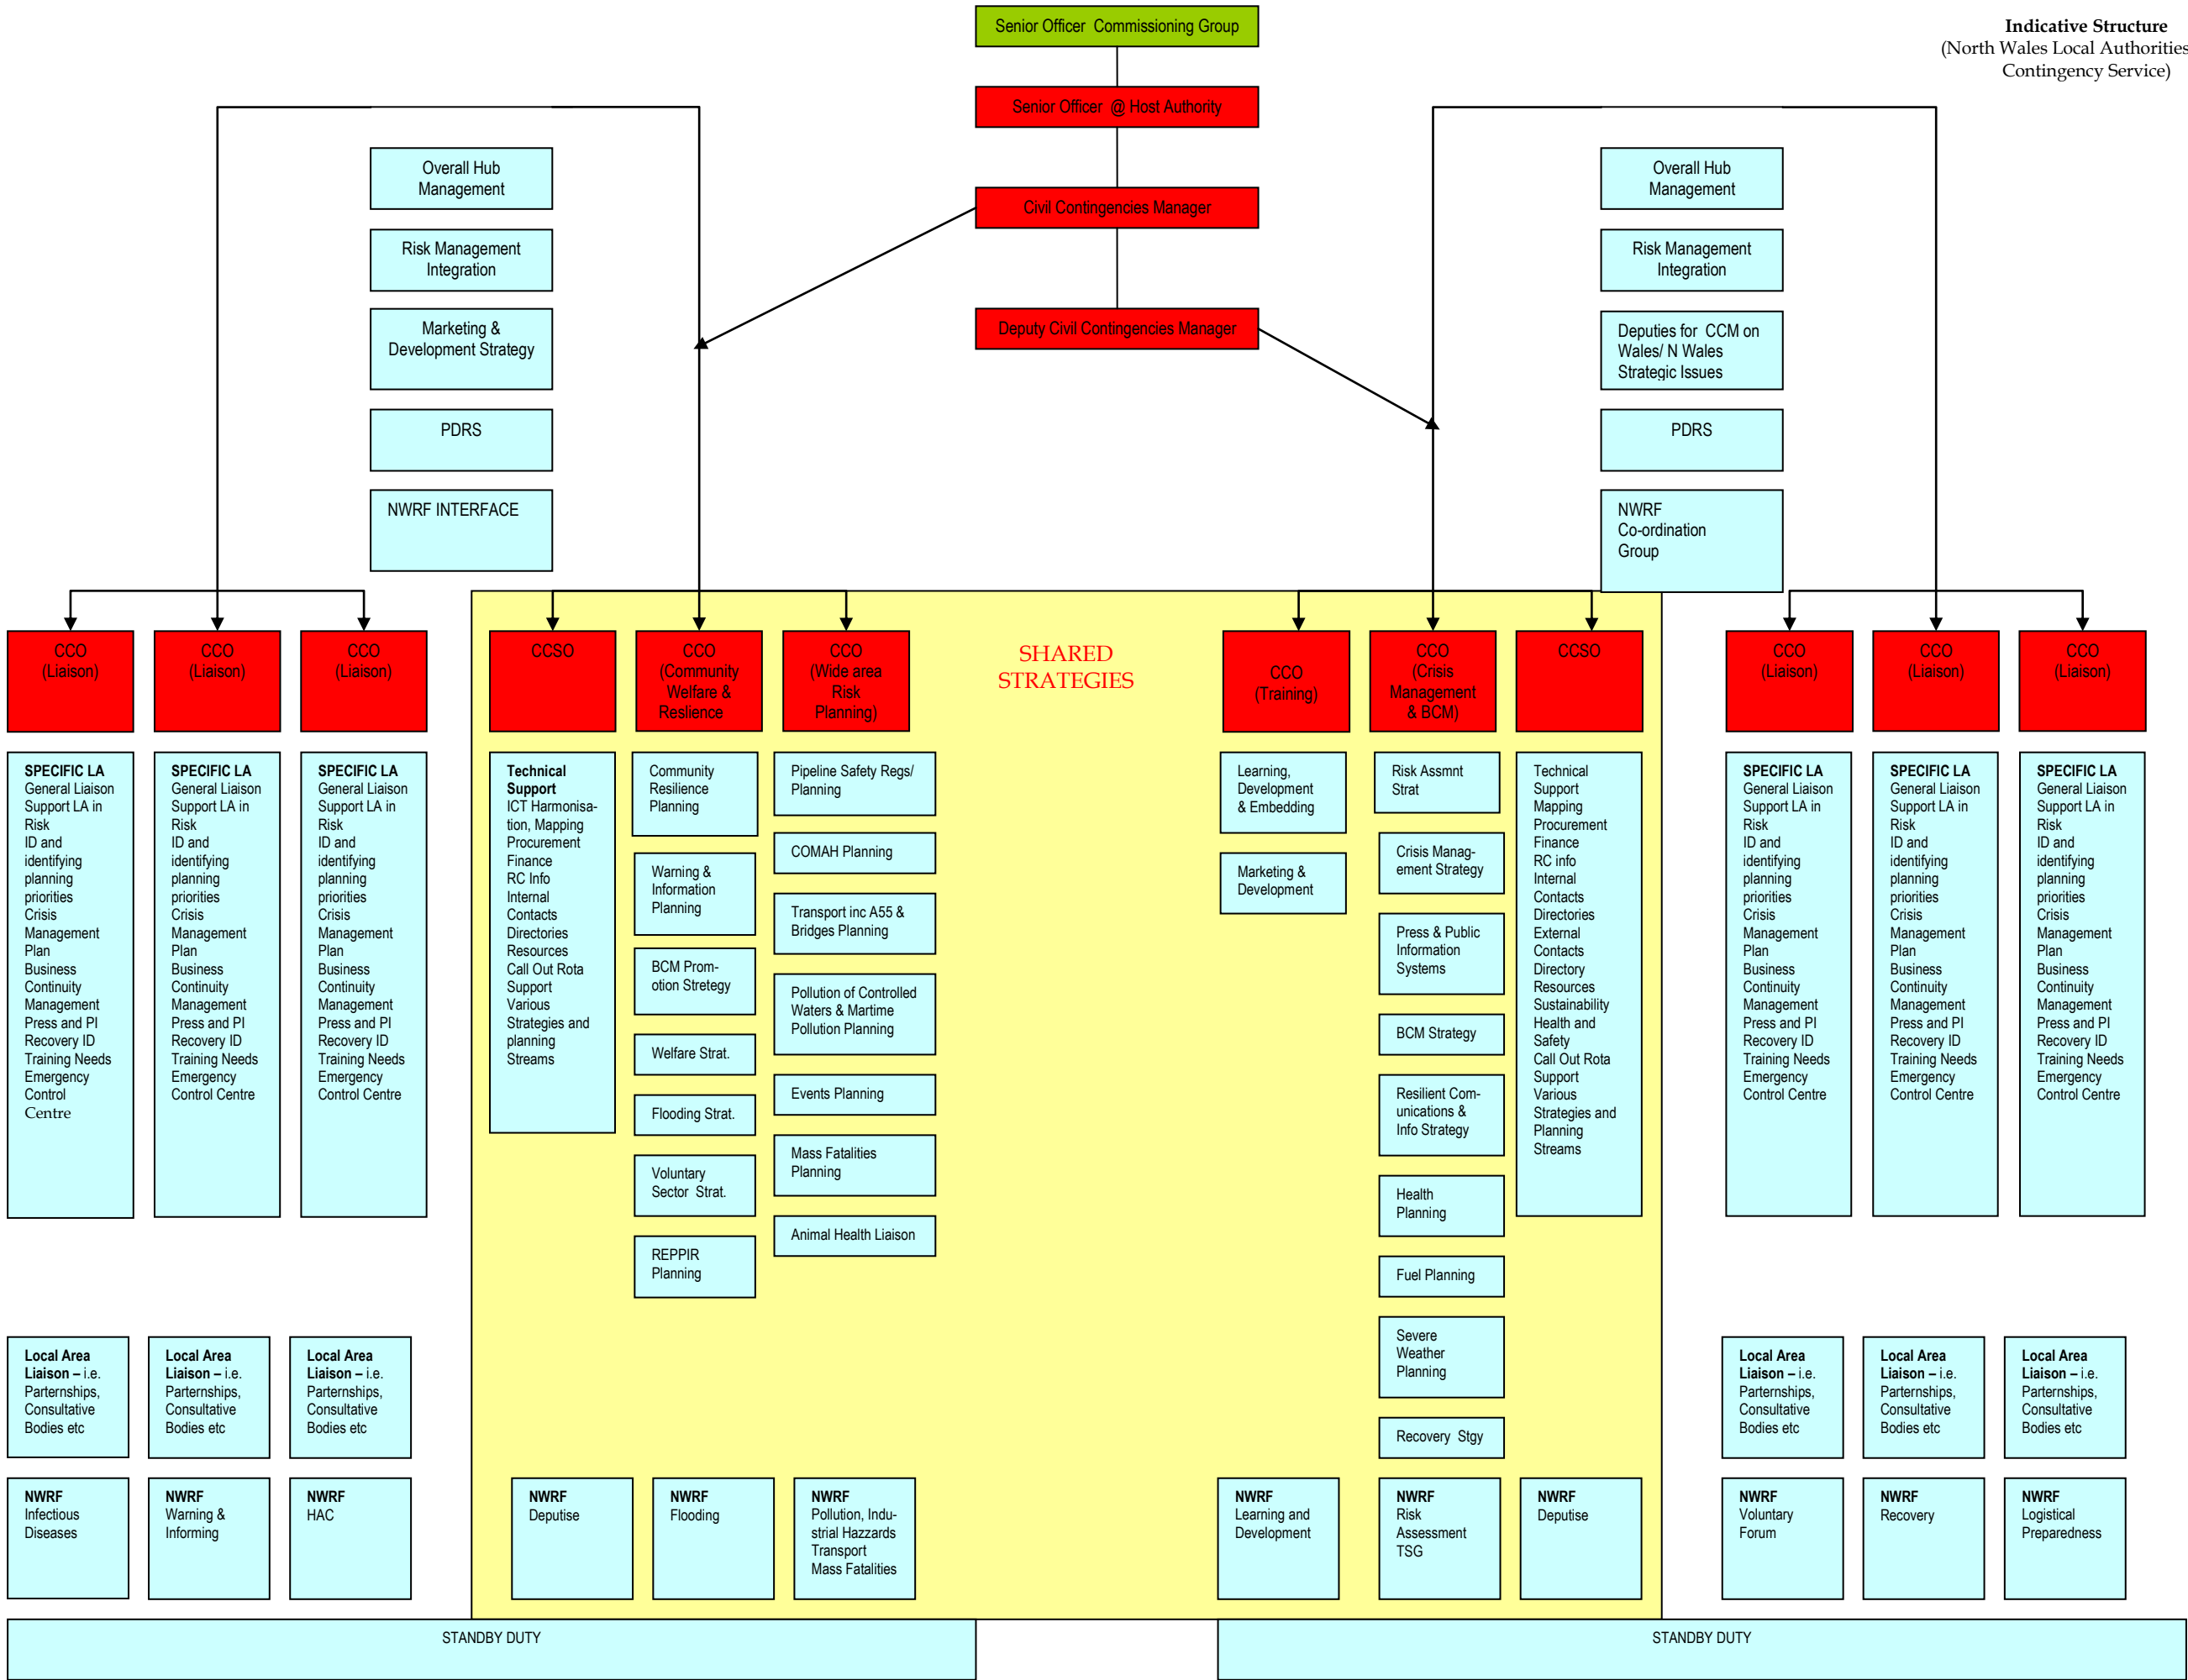 Senior Officer Commissioning Group
Indicative Structure
(North Wales Local Authorities
Contingency Service)
Senior Officer @ Host Authority
Overall Hub
Management
Civil Contingencies Manager
Overall Hub
Management
Risk Management
Integration
Risk Management
Integration
Marketing &
Development Strategy
Deputy Civil Contingencies Manager
Deputies for CCM on
Wales/ N Wales
Strategic Issues
PDRS
PDRS
NWRF INTERFACE
NWRF
Co-ordination
Group
CCO
(Liaison)
CCO
(Liaison)
CCO
(Liaison)
CCSO
CCO
(Community
Welfare &
Reslience
CCO
(Wide area
Risk
Planning)
SHARED
STRATEGIES
CCO
(Training)
CCO
(Crisis
Management
& BCM)
CCSO
CCO
(Liaison)
CCO
(Liaison)
CCO
(Liaison)
SPECIFIC LA
General Liaison
Support LA in
Risk
ID and
identifying
planning
priorities
Crisis
Management
Plan
Business
Continuity
Management
Press and PI
Recovery ID
Training Needs
Emergency
Control
Centre
SPECIFIC LA
General Liaison
Support LA in
Risk
ID and
identifying
planning
priorities
Crisis
Management
Plan
Business
Continuity
Management
Press and PI
Recovery ID
Training Needs
Emergency
Control Centre
SPECIFIC LA
General Liaison
Support LA in
Risk
ID and
identifying
planning
priorities
Crisis
Management
Plan
Business
Continuity
Management
Press and PI
Recovery ID
Training Needs
Emergency
Control Centre
Technical
Support
ICT Harmonisa-
tion, Mapping
Procurement
Finance
RC Info
Internal
Contacts
Directories
Resources
Call Out Rota
Support
Various
Strategies and
planning
Streams
Community
Resilience
Planning
Warning &
Information
Planning
BCM Prom-
otion Stretegy
Welfare Strat.
Flooding Strat.
Voluntary
Sector Strat.
REPPIR
Planning
Pipeline Safety Regs/
Planning
COMAH Planning
Transport inc A55 &
Bridges Planning
Pollution of Controlled
Waters & Martime
Pollution Planning
Events Planning
Mass Fatalities
Planning
Animal Health Liaison
Learning,
Development
& Embedding
Marketing &
Development
Risk Assmnt
Strat
Crisis Manag-
ement Strategy
Press & Public
Information
Systems
BCM Strategy
Resilient Com-
unications &
Info Strategy
Health
Planning
Fuel Planning
Severe
Weather
Planning
Recovery Stgy
Technical
Support
Mapping
Procurement
Finance
RC info
Internal
Contacts
Directories
External
Contacts
Directory
Resources
Sustainability
Health and
Safety
Call Out Rota
Support
Various
Strategies and
Planning
Streams
SPECIFIC LA
General Liaison
Support LA in
Risk
ID and
identifying
planning
priorities
Crisis
Management
Plan
Business
Continuity
Management
Press and PI
Recovery ID
Training Needs
Emergency
Control Centre
SPECIFIC LA
General Liaison
Support LA in
Risk
ID and
identifying
planning
priorities
Crisis
Management
Plan
Business
Continuity
Management
Press and PI
Recovery ID
Training Needs
Emergency
Control Centre
SPECIFIC LA
General Liaison
Support LA in
Risk
ID and
identifying
planning
priorities
Crisis
Management
Plan
Business
Continuity
Management
Press and PI
Recovery ID
Training Needs
Emergency
Control Centre
Local Area
Liaison – i.e.
Parternships,
Consultative
Bodies etc
Local Area
Liaison – i.e.
Parternships,
Consultative
Bodies etc
Local Area
Liaison – i.e.
Parternships,
Consultative
Bodies etc
Local Area
Liaison – i.e.
Parternships,
Consultative
Bodies etc
Local Area
Liaison – i.e.
Parternships,
Consultative
Bodies etc
Local Area
Liaison – i.e.
Parternships,
Consultative
Bodies etc
NWRF
Infectious
Diseases
NWRF
Warning &
Informing
NWRF
HAC
NWRF
Deputise
NWRF
Flooding
NWRF
Pollution, Indu-
strial Hazzards
Transport
Mass Fatalities
NWRF
Learning and
Development
NWRF
Risk
Assessment
TSG
NWRF
Deputise
NWRF
Voluntary
Forum
NWRF
Recovery
NWRF
Logistical
Preparedness
STANDBY DUTY
STANDBY DUTY